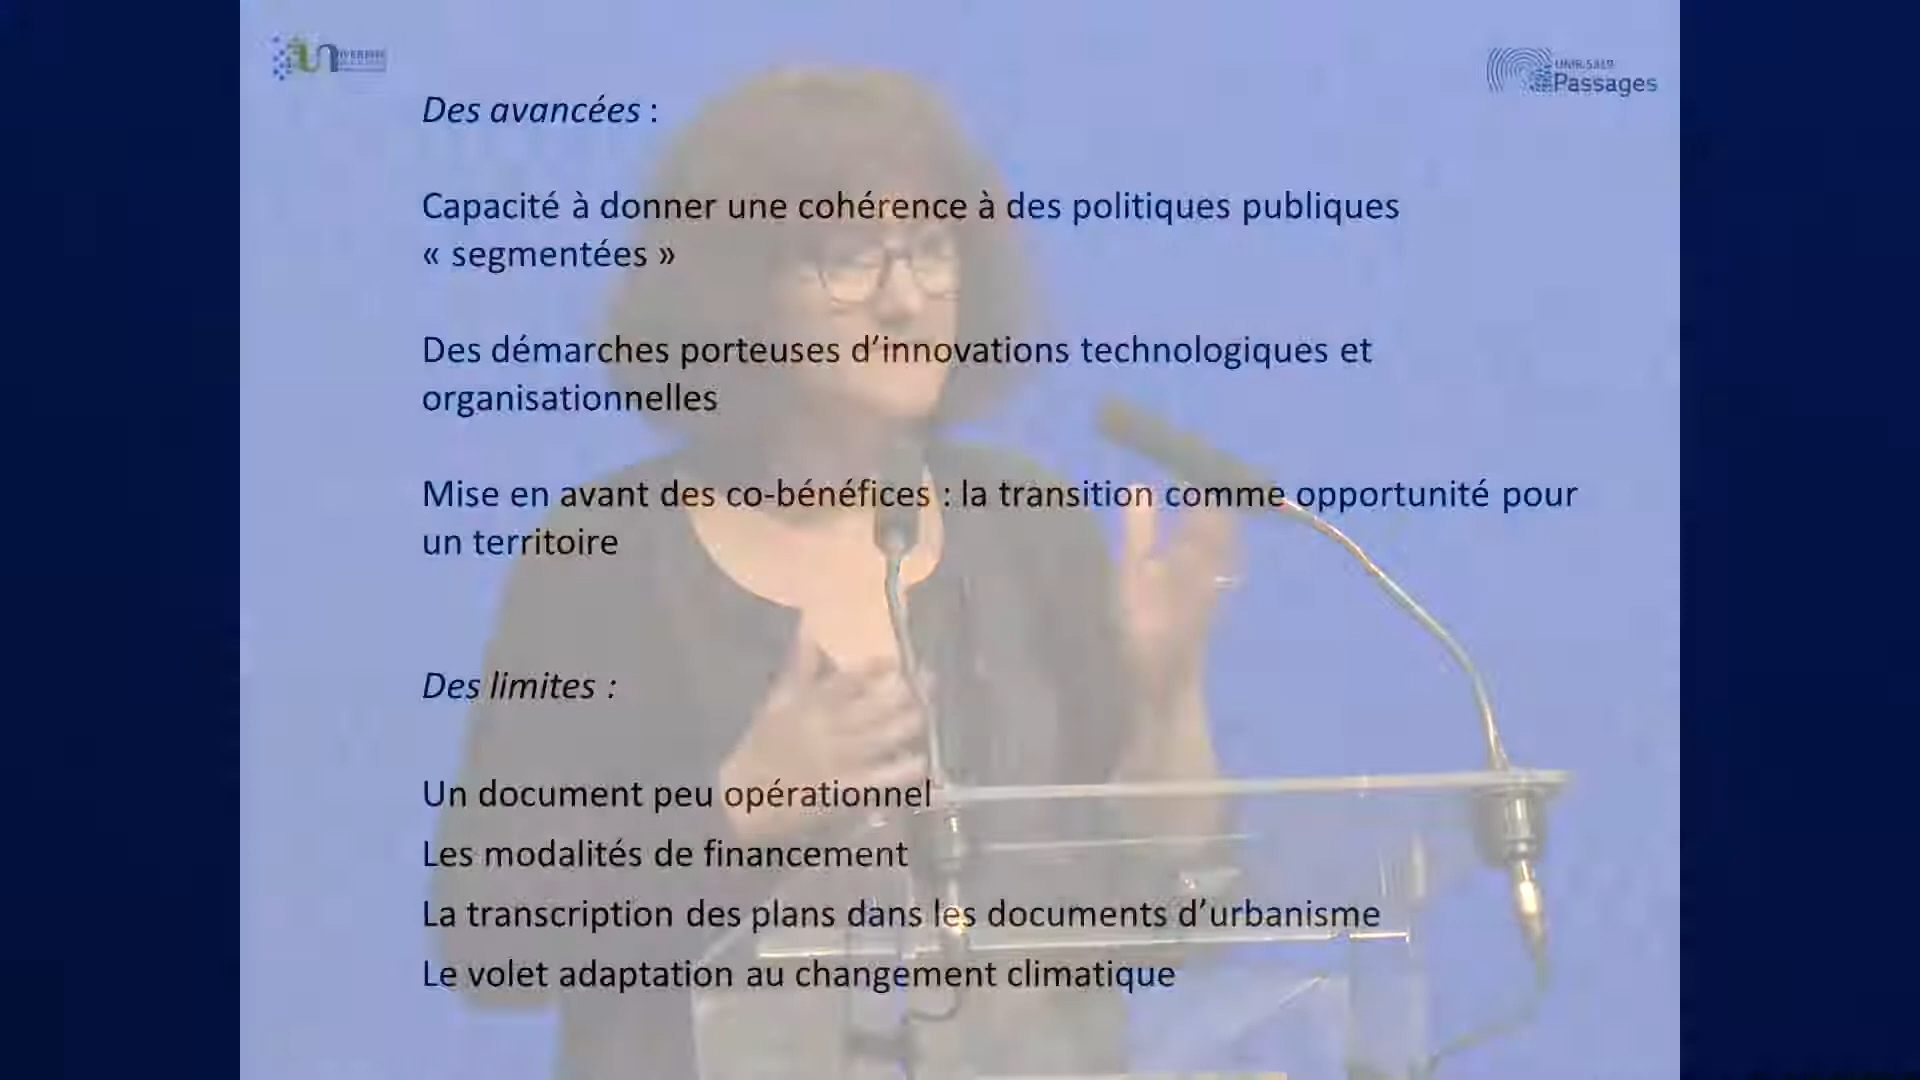 UMR 5319
Passages
Des avancées :
Capacité à donner une cohérence à des politiques publiques
« segmentées »
Des démarches porteuses d’innovations technologiques et
organisationnelles
Mise en avant des co-bénéfices : la transition comme opportunité pour
un territoire
Des limites :
Un document peu opérationnel
Les modalités de financement
La transcription des plans dans les documents d’urbanisme
Le volet adaptation au changement climatique